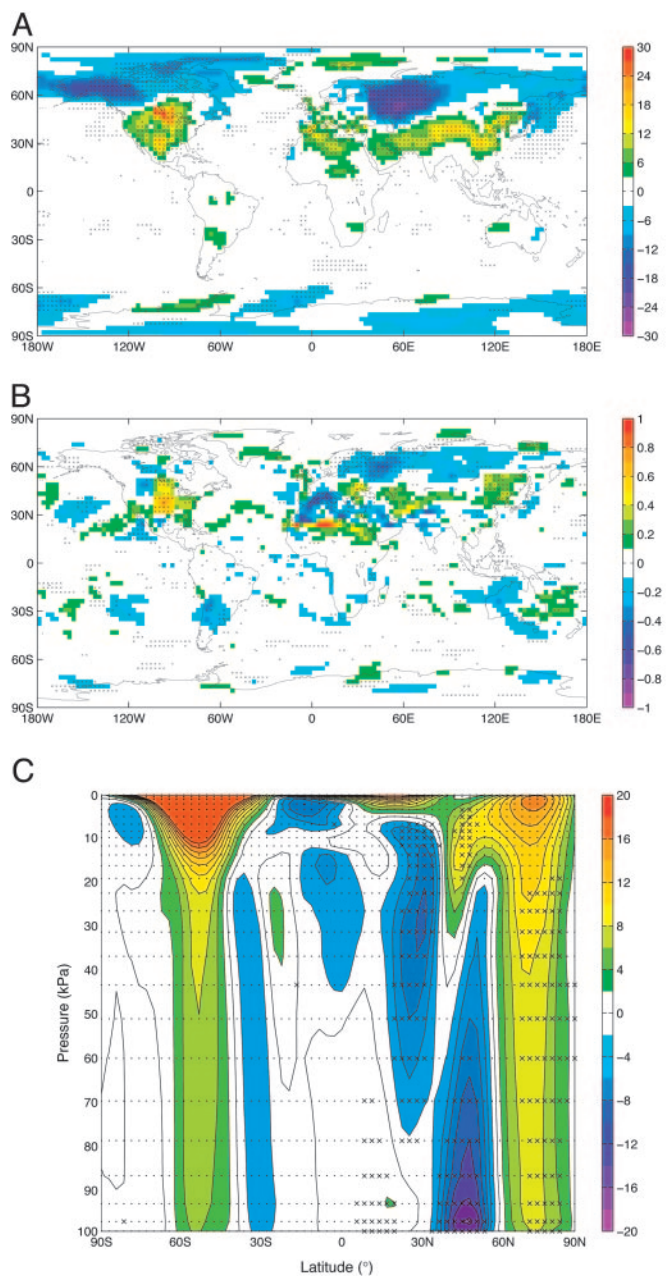 A
90N
60N
30N
0
30S
60S
90S
180W 120W 60W 0 60E 120E 180E
30
24
18
12
6
0
−6
−12
−18
−24
−30
B
90N
60N
30N
0
30S
60S
90S
180W 120W 60W 0 60E 120E 180E
1
0.8
0.6
0.4
0.2
0
−0.2
−0.4
−0.6
−0.8
−1
C
Pressure (kPa)
0
10
20
30
40
50
60
70
80
90
100
90S 60S 30S 0 30N 60N 90N
Latitude (°)
20
16
12
8
4
0
−4
−8
−12
−16
−20